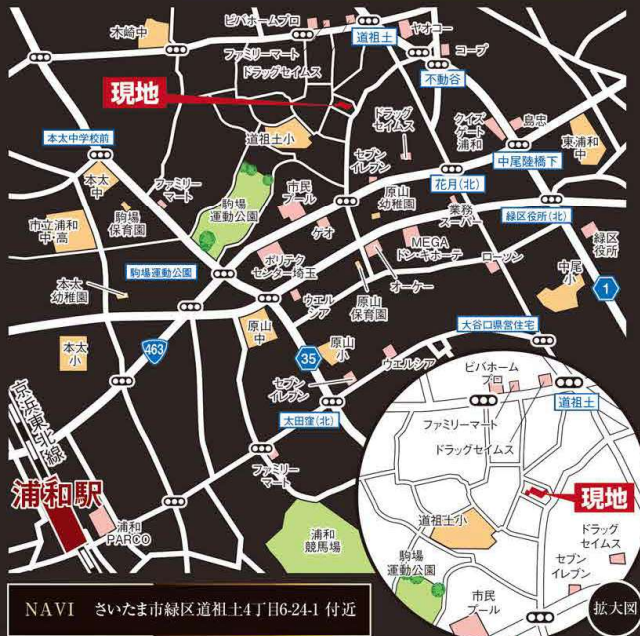 ビバホームプロ
道祖土
ヤオコー
コープ
木崎中
ファミリーマート
ドラッグセイムス
不動谷
現地
ドラッグ
セイムス
クイズ
ゲート
浦和
島忠
東浦和
中
本太中学校前
道祖土小
セブン
イレブン
中尾陸橋下
花月(北)
本太
中
ファミリー
マート
駒場
運動公園
市民
プール
原山
幼稚園
業務
スーパー
緑区役所(北)
市立浦和
中・高
駒場
保育園
ゲオ
MEGA
ドン・キホーテ
緑区
役所
駒場運動公園
ポリテク
センター埼玉
オーケー
ローソン
中尾
小
本太
幼稚園
ウエル
シア
原山
保育園
1
大谷口県営住宅
原山
中
原山
小
463
35
本太
小
ウエルシア
セブン
イレブン
太田窪(北)
京浜東北線
ファミリー
マート
浦和駅
浦和
PARCO
浦和
競馬場
ビバホーム
プロ
道祖土
ファミリーマート
ドラッグセイムス
現地
道祖土小
ドラッグ
セイムス
駒場
運動公園
セブン
イレブン
市民
プール
拡大図
NAVI さいたま市緑区道祖土4丁目6-24-1 付近